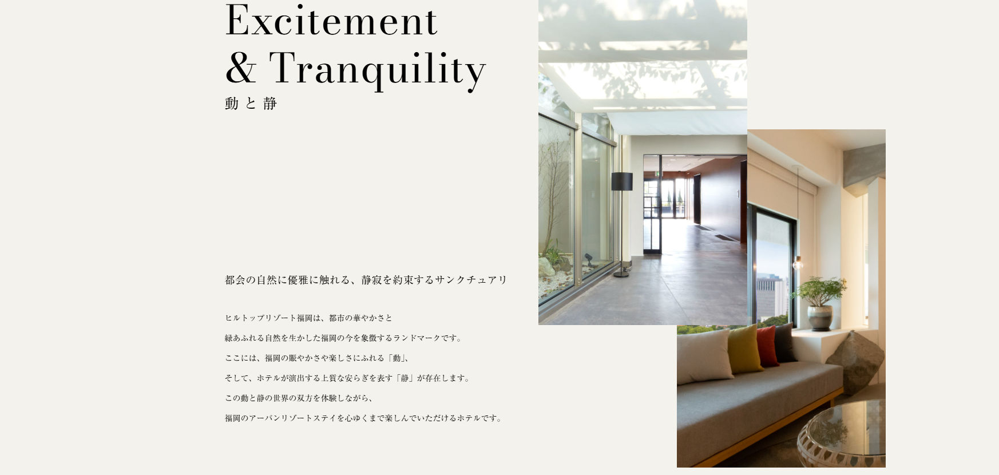 Excitement
& Tranquility
動と静
都会の自然に優雅に触れる、静寂を約束するサンクチュアリ
ヒルトップリゾート福岡は、都市の華やかさと
緑あふれる自然を生かした福岡の今を象徴するランドマークです。
ここには、福岡の賑やかさや楽しさにふれる「動」、
そして、ホテルが演出する上質な安らぎを表す「静」が存在します。
この動と静の世界の双方を体験しながら、
福岡のアーバンリゾートステイを心ゆくまで楽しんでいただけるホテルです。